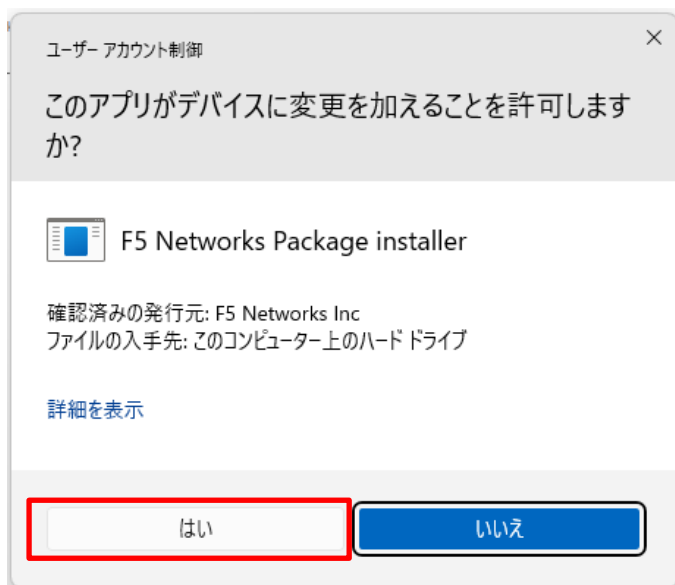 ユーザー アカウント制御
このアプリがデバイスに変更を加えることを許可します
か?
F5 Networks Package installer
確認済みの発行元: F5 Networks Inc
ファイルの入手先: このコンピューター上のハード ドライブ
詳細を表示
はい
いいえ